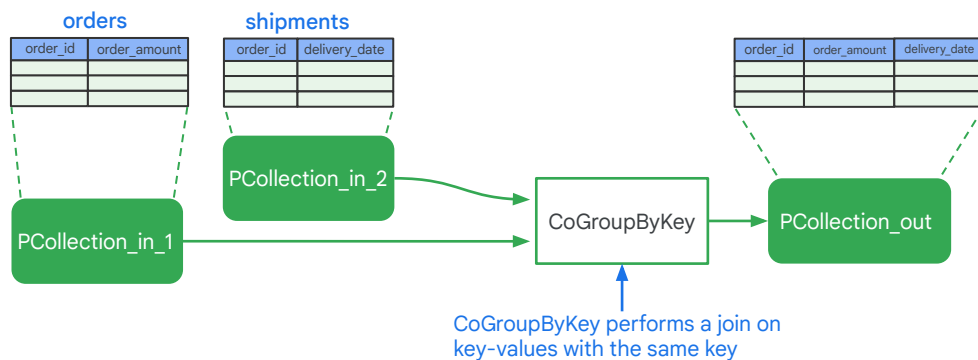 orders
shipments
order_id order_amount
order_id delivery_date
order_id order_amount delivery_date
PCollection_in_2
PCollection_in_1
CoGroupByKey
PCollection_out
CoGroupByKey performs a join on
key-values with the same key